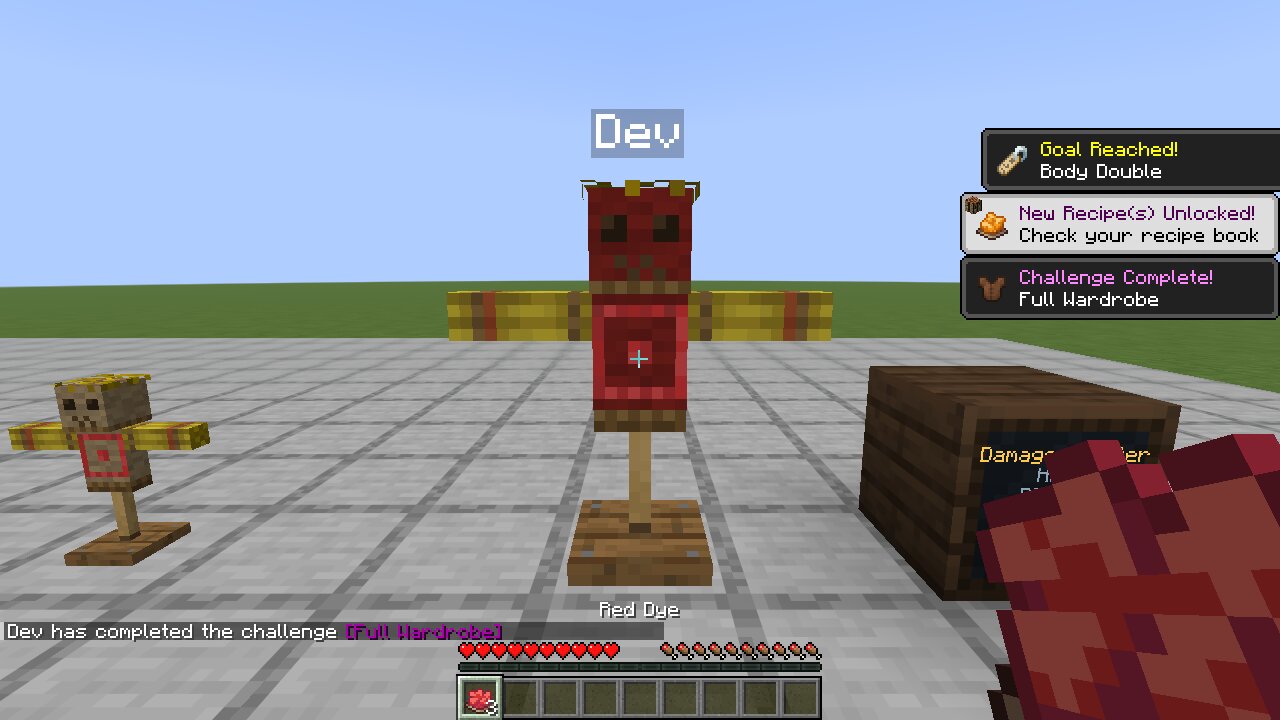 Dev
Goal Reached!
Body Double
New Recipe(s) Unlocked!
Check your recipe book
Challenge Complete!
Full Wardrobe
Red Dye
Dev has completed the challenge [Full Wardrobe]
3